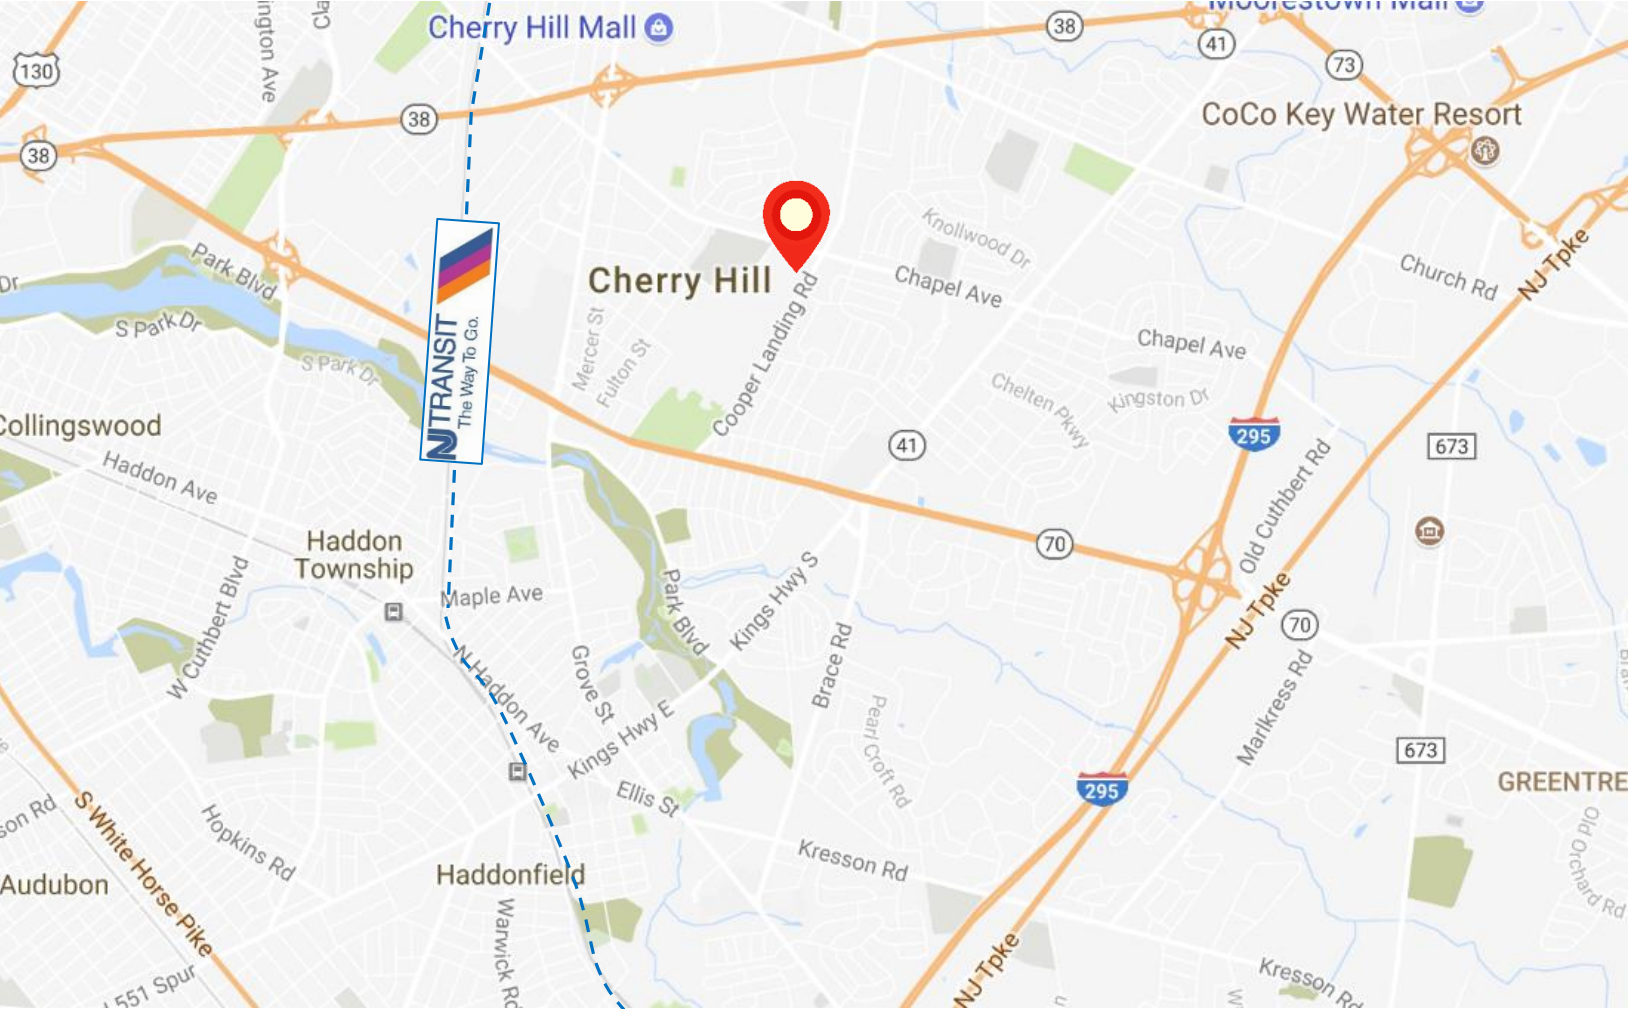 Cherry Hill Mall
Moorestown Mall
38
41
73
130
38
38
CoCo Key Water Resort
Knollwood Dr
Church Rd
NJ Tpke
Park Blvd
Dr
S Park Dr
S Park Dr
NJ TRANSIT
The Way To Go.
Cherry Hill
Chapel Ave
Chapel Ave
Mercer St
Fulton St
Cooper Landing Rd
Chelten Pkwy
Kingston Dr
41
295
673
Collingswood
Haddon Ave
Old Cuthbert Rd
Haddon
Township
70
W Cuthbert Blvd
Maple Ave
Park Blvd
Kings Hwy S
NJ Tpke
70
N Haddon Ave
Grove St
Kings Hwy E
Brace Rd
Pearl Croft Rd
Marlkress Rd
673
295
GREENTRE
Ellis St
S White Horse Pike
son Rd
Hopkins Rd
Audubon
Haddonfield
Kresson Rd
Old Orchard Rd
Warwick Rd
NJ Tpke
Kresson Rd
551 Spur